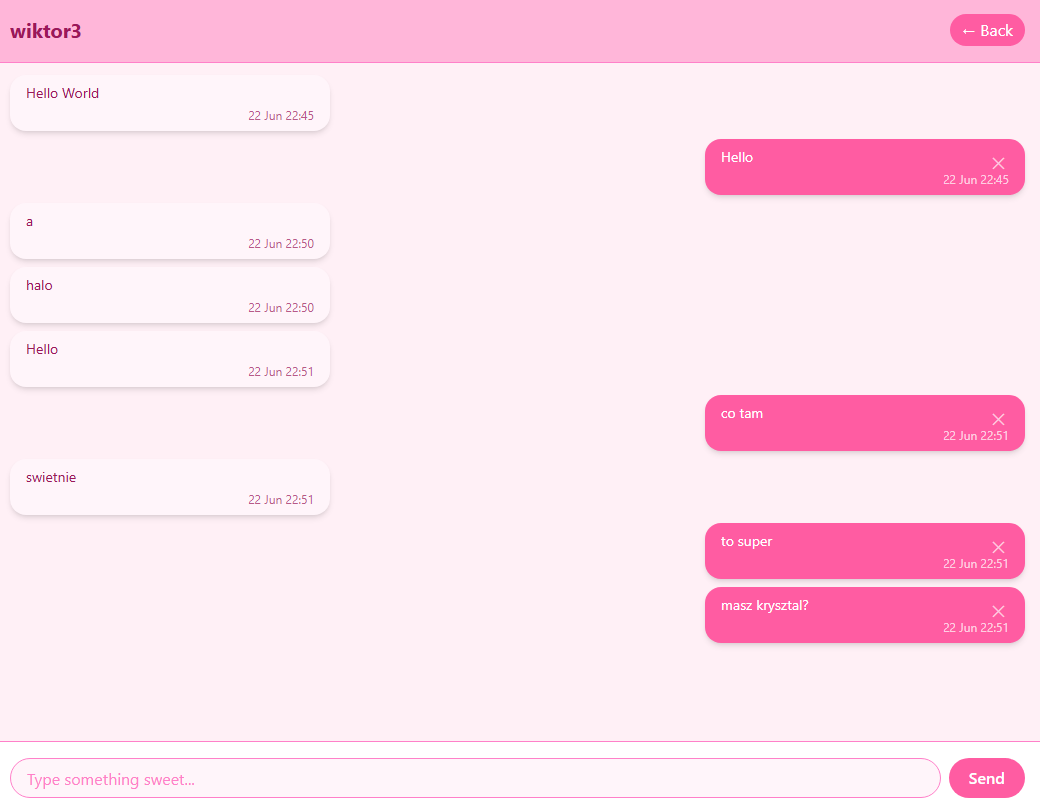 wiktor3
← Back
Hello World
22 Jun 22:45
Hello
22 Jun 22:45
a
22 Jun 22:50
halo
22 Jun 22:50
Hello
22 Jun 22:51
co tam
22 Jun 22:51
swietnie
22 Jun 22:51
to super
22 Jun 22:51
masz krysztal?
22 Jun 22:51
Type something sweet...
Send